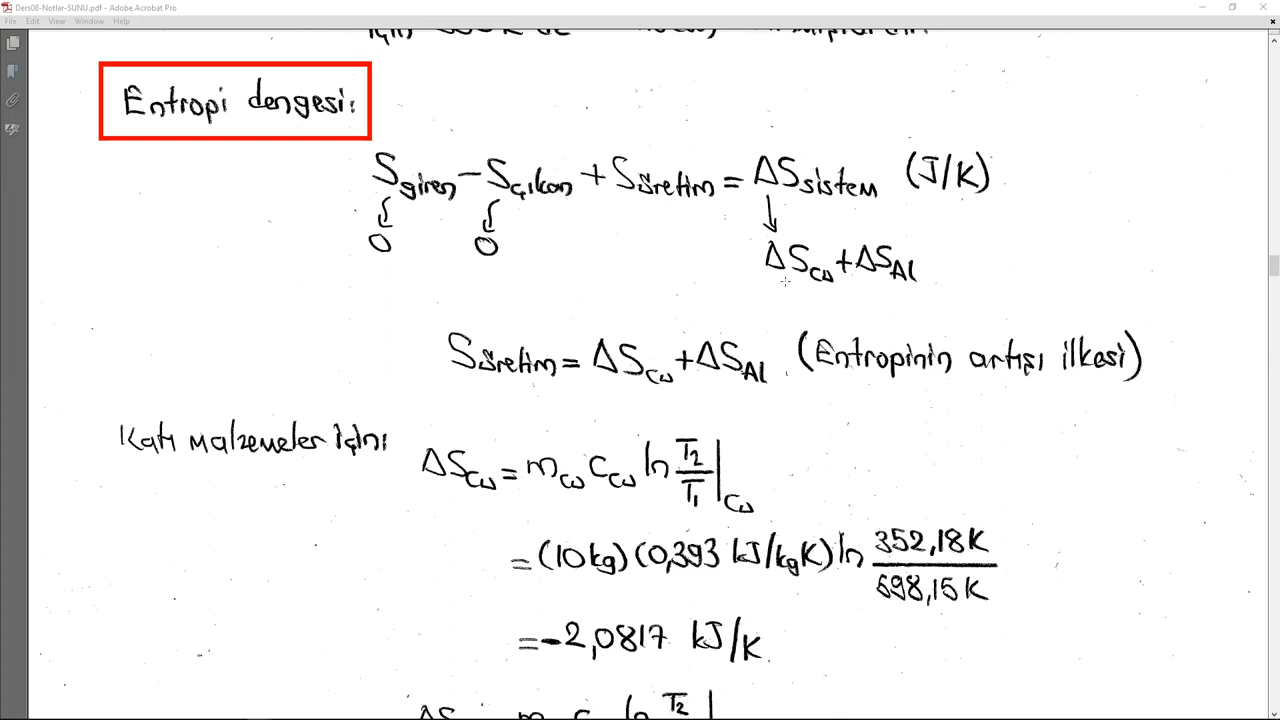 Ders08-Notlar-SUNU.pdf - Adobe Acrobat Pro
File Edit View Window Help
Entropi dengesi:
Sgiren - Sçıkan + Süretim = ΔSsistem (J/K)
0 0
ΔSCu + ΔSAl
Süretim = ΔSCu + ΔSAl (Entropinin artışı ilkesi)
Katı malzemeler için:
ΔSCu = mCu cCu ln T2/T1 |Cu
= (10 kg) (0,393 kJ/kgK) ln 352,18K / 698,15K
= -2,0817 kJ/K